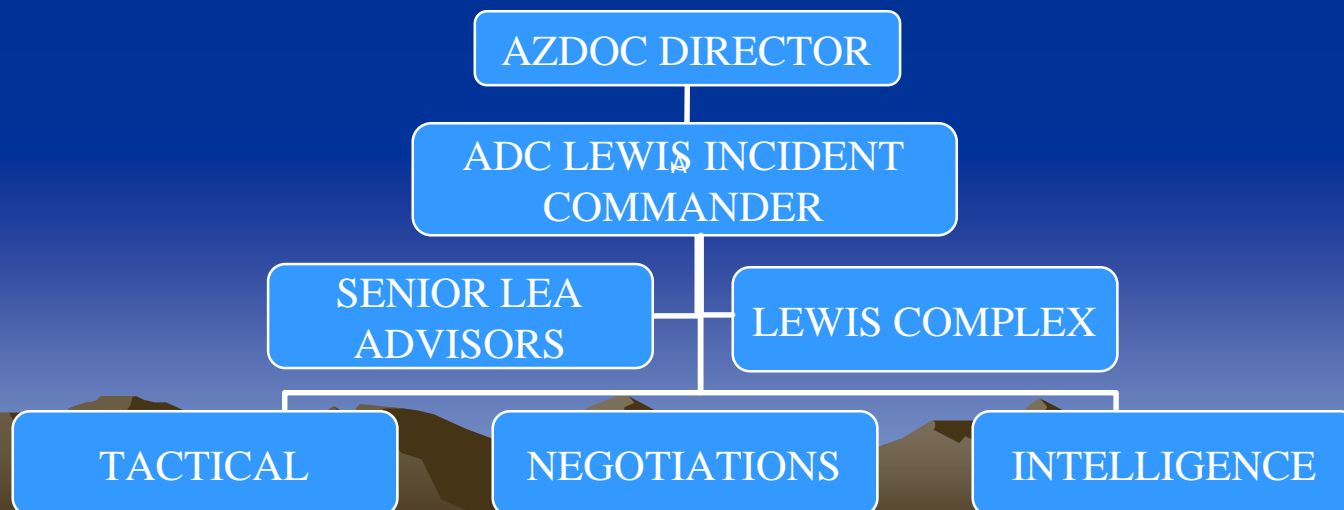 AZDOC DIRECTOR
ADC LEWIS INCIDENT
A
COMMANDER
SENIOR LEA
ADVISORS
LEWIS COMPLEX
TACTICAL
NEGOTIATIONS
INTELLIGENCE